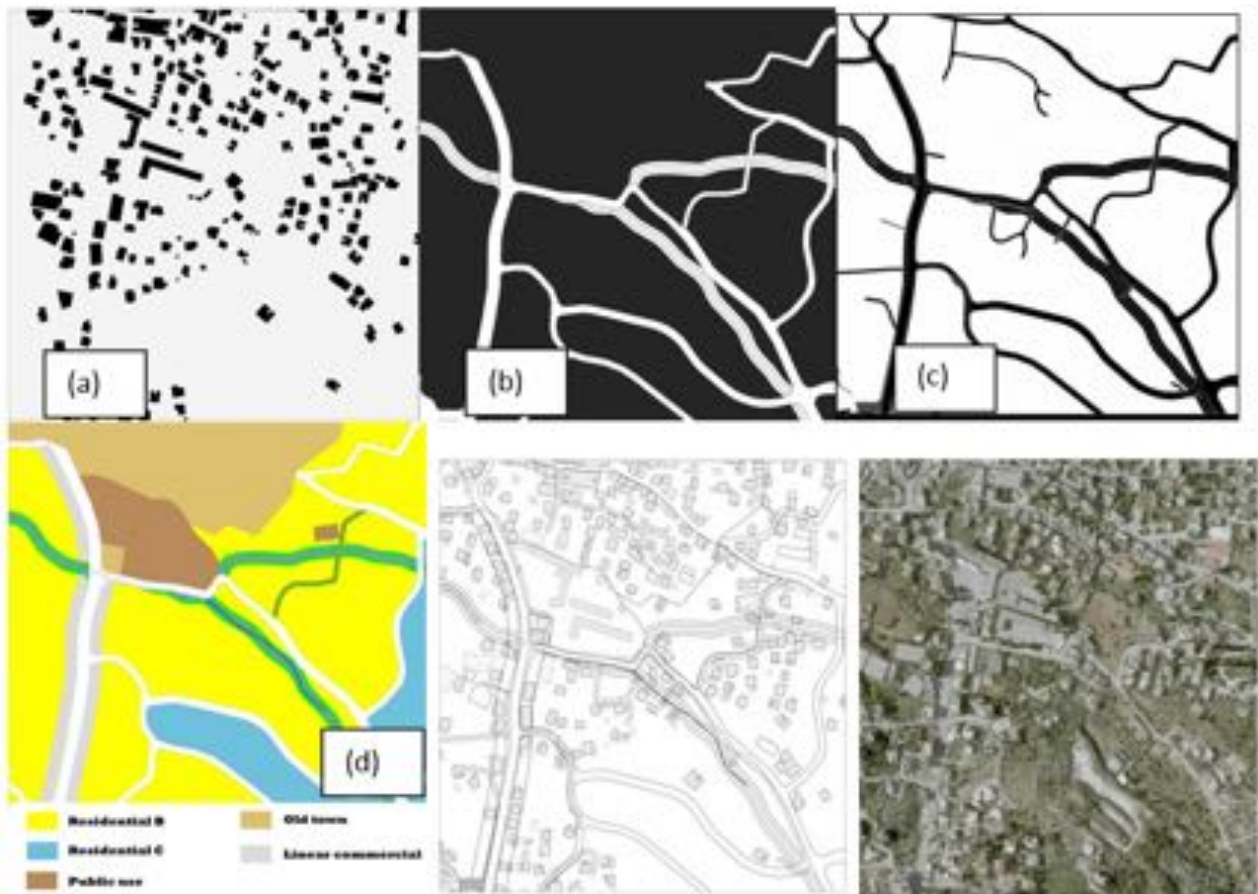 (a)
(b)
(c)
(d)
Residential B
Old town
Residential C
Linear commercial
Public use